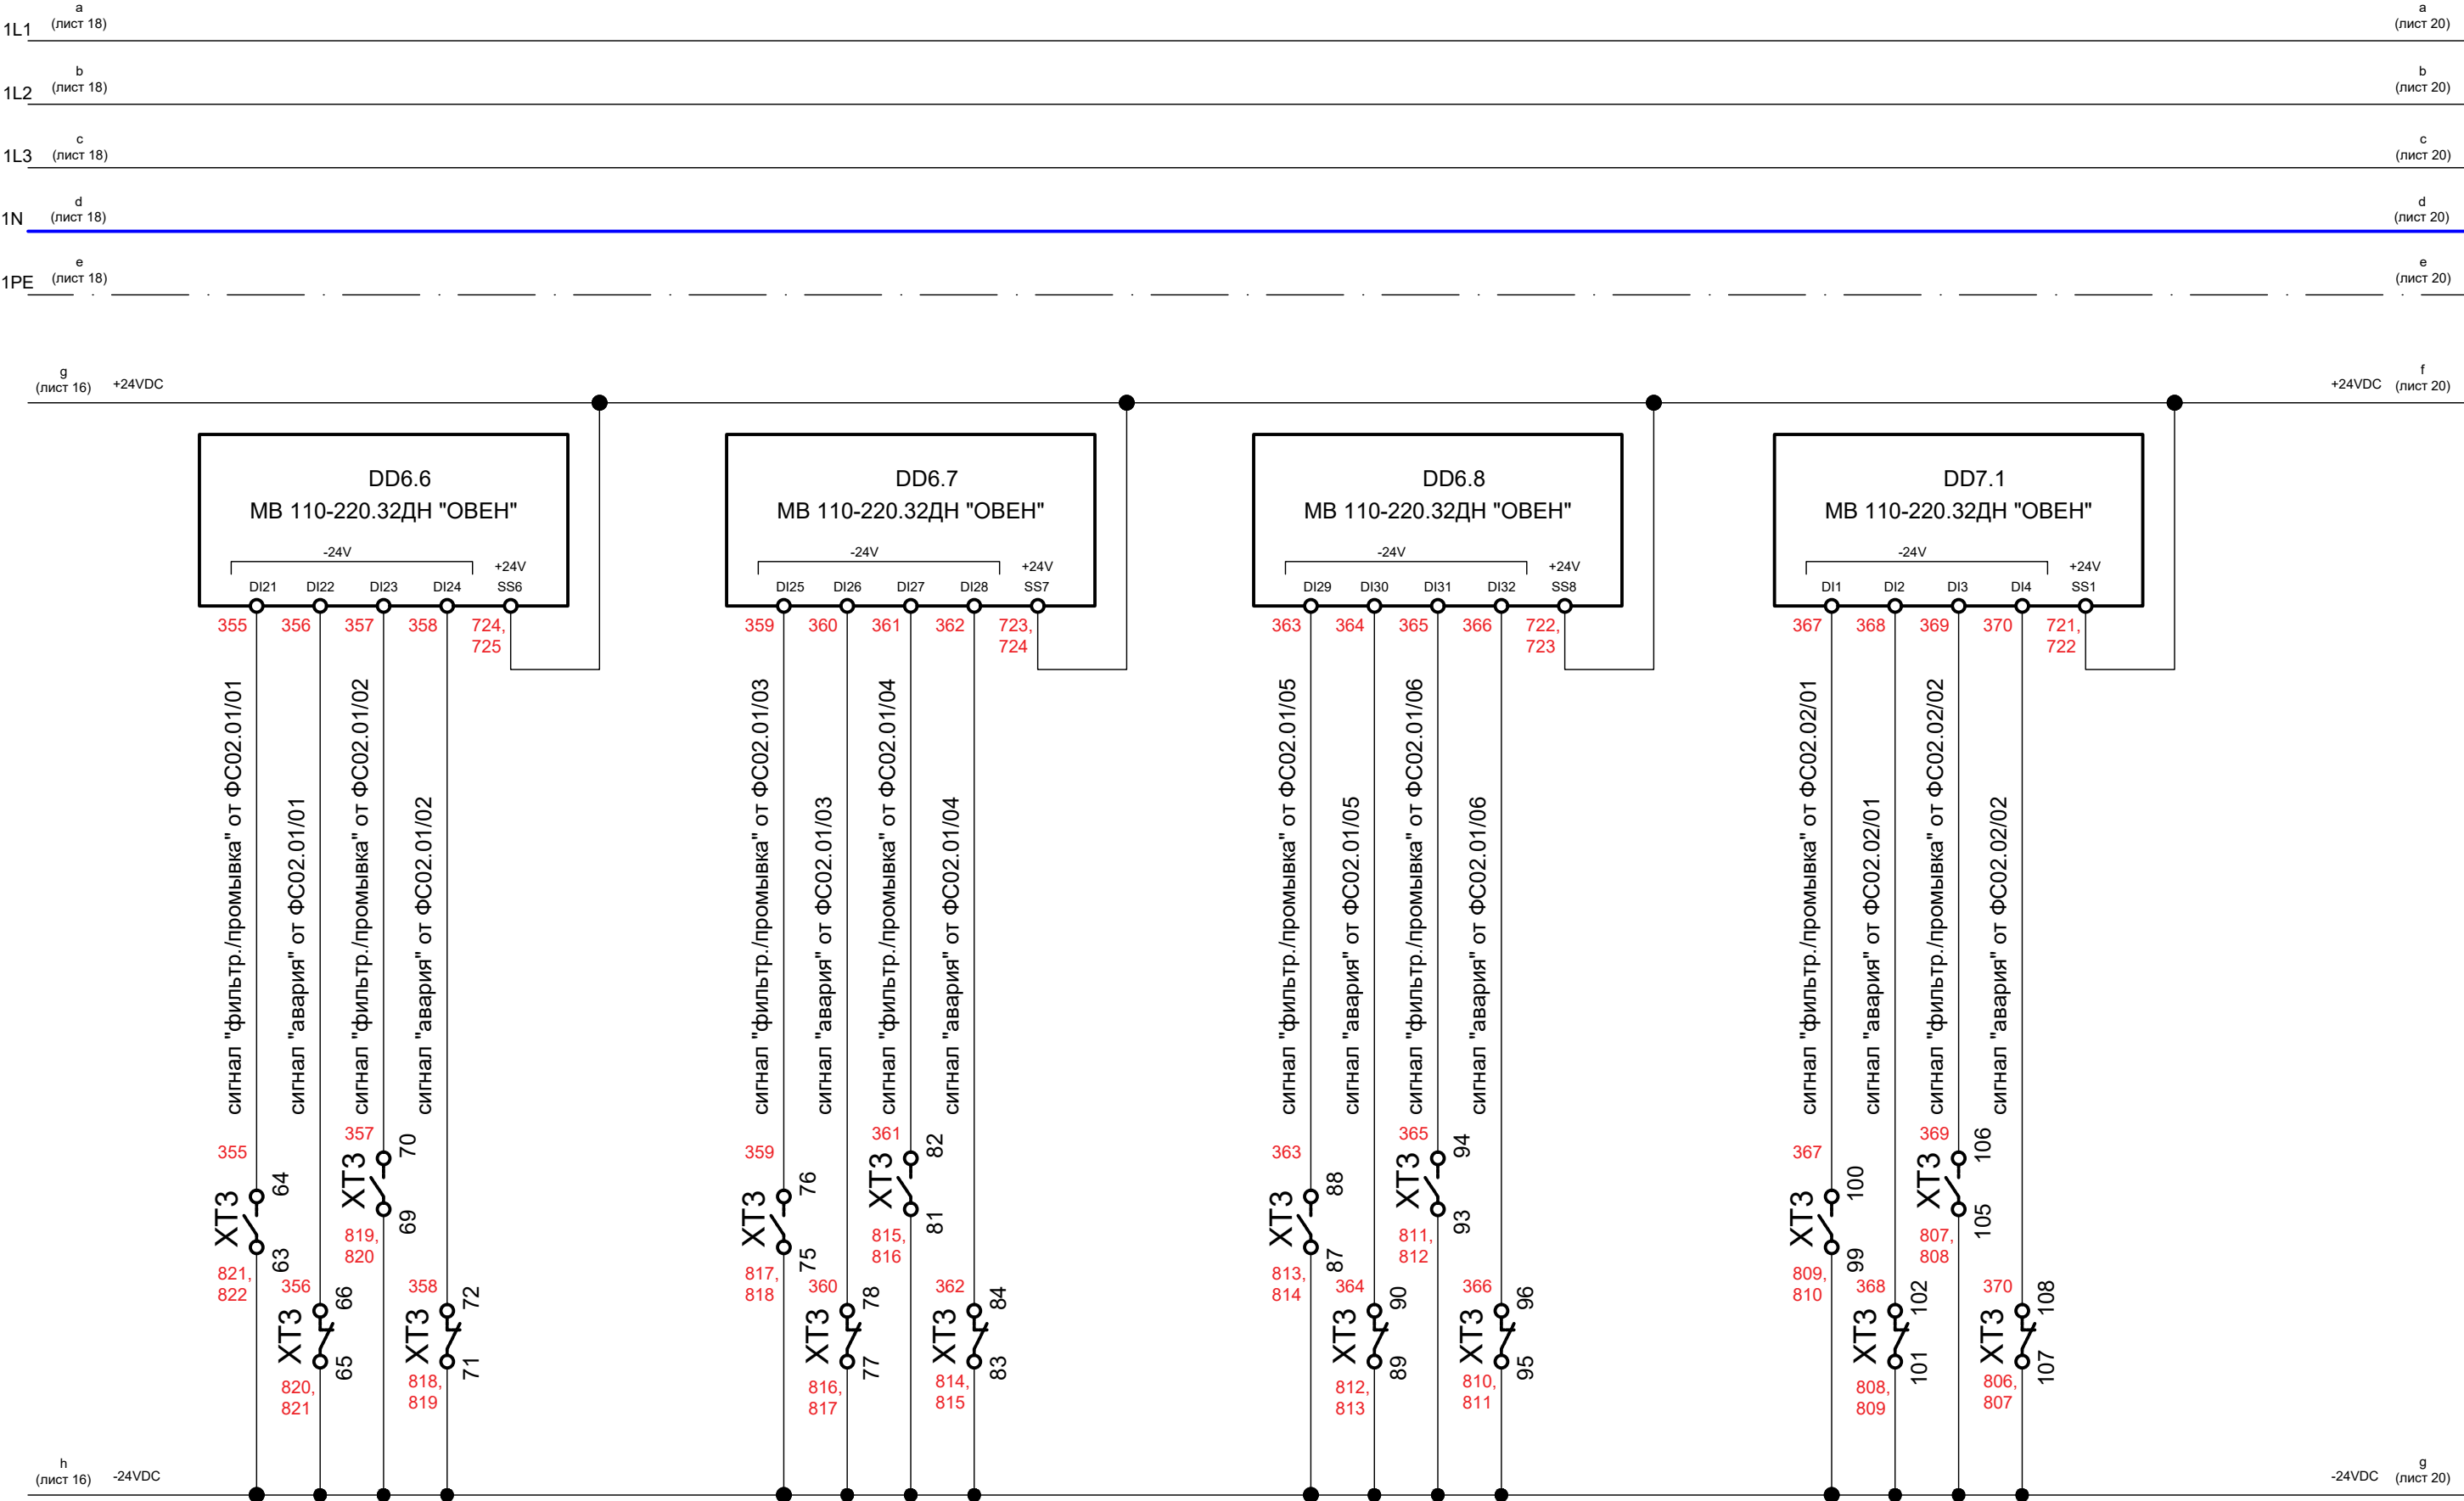 a
(лист 18)
1L1
a
(лист 20)
b
(лист 18)
1L2
b
(лист 20)
c
(лист 18)
1L3
c
(лист 20)
d
(лист 18)
1N
d
(лист 20)
e
(лист 18)
1PE
e
(лист 20)
g
(лист 16)
+24VDC
+24VDC
f
(лист 20)
DD6.6
МВ 110-220.32ДН "ОВЕН"
-24V
+24V
DI21 DI22 DI23 DI24 SS6
355 356 357 358 724,
725
сигнал "фильтр./промывка" от ФС02.01/01
сигнал "авария" от ФС02.01/01
сигнал "фильтр./промывка" от ФС02.01/02
сигнал "авария" от ФС02.01/02
355
64
XT3
63
821,
822
356
66
XT3
65
820,
821
357
70
XT3
69
819,
820
358
72
XT3
71
818,
819
DD6.7
МВ 110-220.32ДН "ОВЕН"
-24V
+24V
DI25 DI26 DI27 DI28 SS7
359 360 361 362 723,
724
сигнал "фильтр./промывка" от ФС02.01/03
сигнал "авария" от ФС02.01/03
сигнал "фильтр./промывка" от ФС02.01/04
сигнал "авария" от ФС02.01/04
359
76
XT3
75
817,
818
360
78
XT3
77
816,
817
361
82
XT3
81
815,
816
362
84
XT3
83
814,
815
DD6.8
МВ 110-220.32ДН "ОВЕН"
-24V
+24V
DI29 DI30 DI31 DI32 SS8
363 364 365 366 722,
723
сигнал "фильтр./промывка" от ФС02.01/05
сигнал "авария" от ФС02.01/05
сигнал "фильтр./промывка" от ФС02.01/06
сигнал "авария" от ФС02.01/06
363
88
XT3
87
813,
814
364
90
XT3
89
812,
813
365
94
XT3
93
811,
812
366
96
XT3
95
810,
811
DD7.1
МВ 110-220.32ДН "ОВЕН"
-24V
+24V
DI1 DI2 DI3 DI4 SS1
367 368 369 370 721,
722
сигнал "фильтр./промывка" от ФС02.02/01
сигнал "авария" от ФС02.02/01
сигнал "фильтр./промывка" от ФС02.02/02
сигнал "авария" от ФС02.02/02
367
100
XT3
99
809,
810
368
102
XT3
101
808,
809
369
106
XT3
105
807,
808
370
108
XT3
107
806,
807
h
(лист 16)
-24VDC
-24VDC
g
(лист 20)